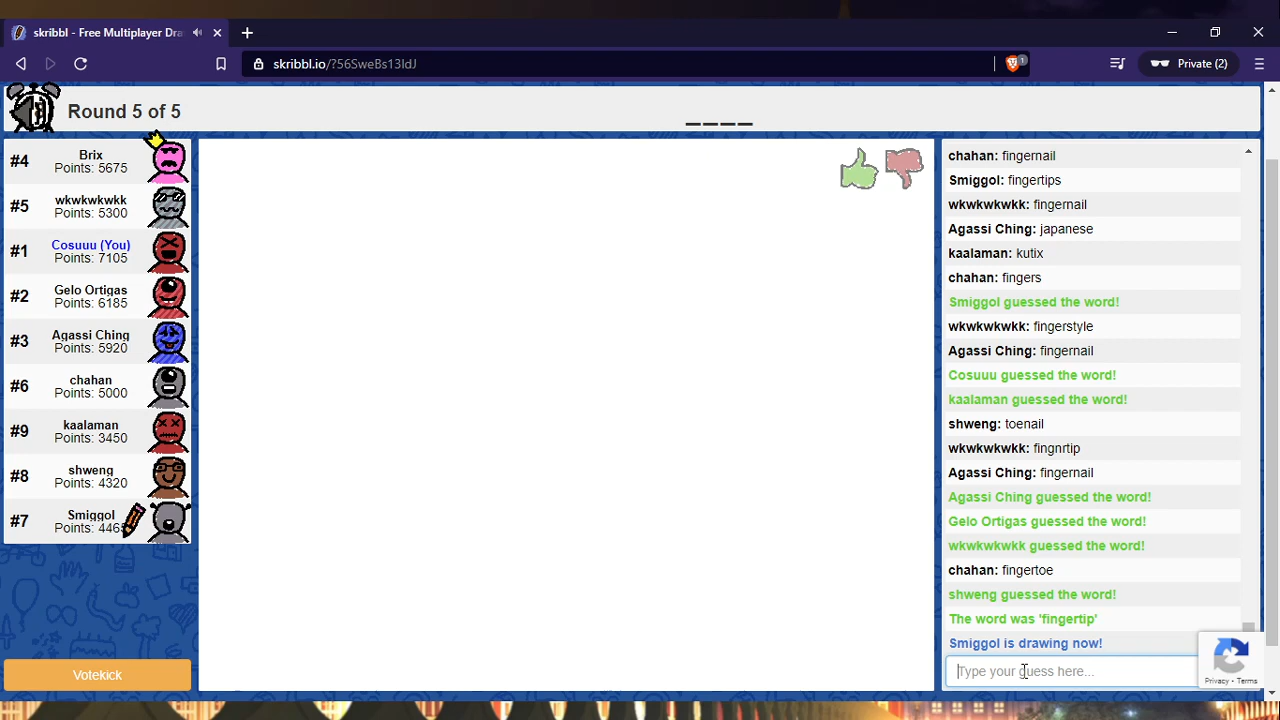 skribbl - Free Multiplayer Dra
skribbl.io/?56SweBs13IdJ
1
Private (2)
Round 5 of 5
____
#4
Brix
Points: 5675
#5
wkwkwkwkk
Points: 5300
#1
Cosuuu (You)
Points: 7105
#2
Gelo Ortigas
Points: 6185
#3
Agassi Ching
Points: 5920
#6
chahan
Points: 5000
#9
kaalaman
Points: 3450
#8
shweng
Points: 4320
#7
Smiggol
Points: 4465
Votekick
chahan: fingernail
Smiggol: fingertips
wkwkwkwkk: fingernail
Agassi Ching: japanese
kaalaman: kutix
chahan: fingers
Smiggol guessed the word!
wkwkwkwkk: fingerstyle
Agassi Ching: fingernail
Cosuuu guessed the word!
kaalaman guessed the word!
shweng: toenail
wkwkwkwkk: fingnrtip
Agassi Ching: fingernail
Agassi Ching guessed the word!
Gelo Ortigas guessed the word!
wkwkwkwkk guessed the word!
chahan: fingertoe
shweng guessed the word!
The word was 'fingertip'
Smiggol is drawing now!
Type your guess here...
Privacy - Terms